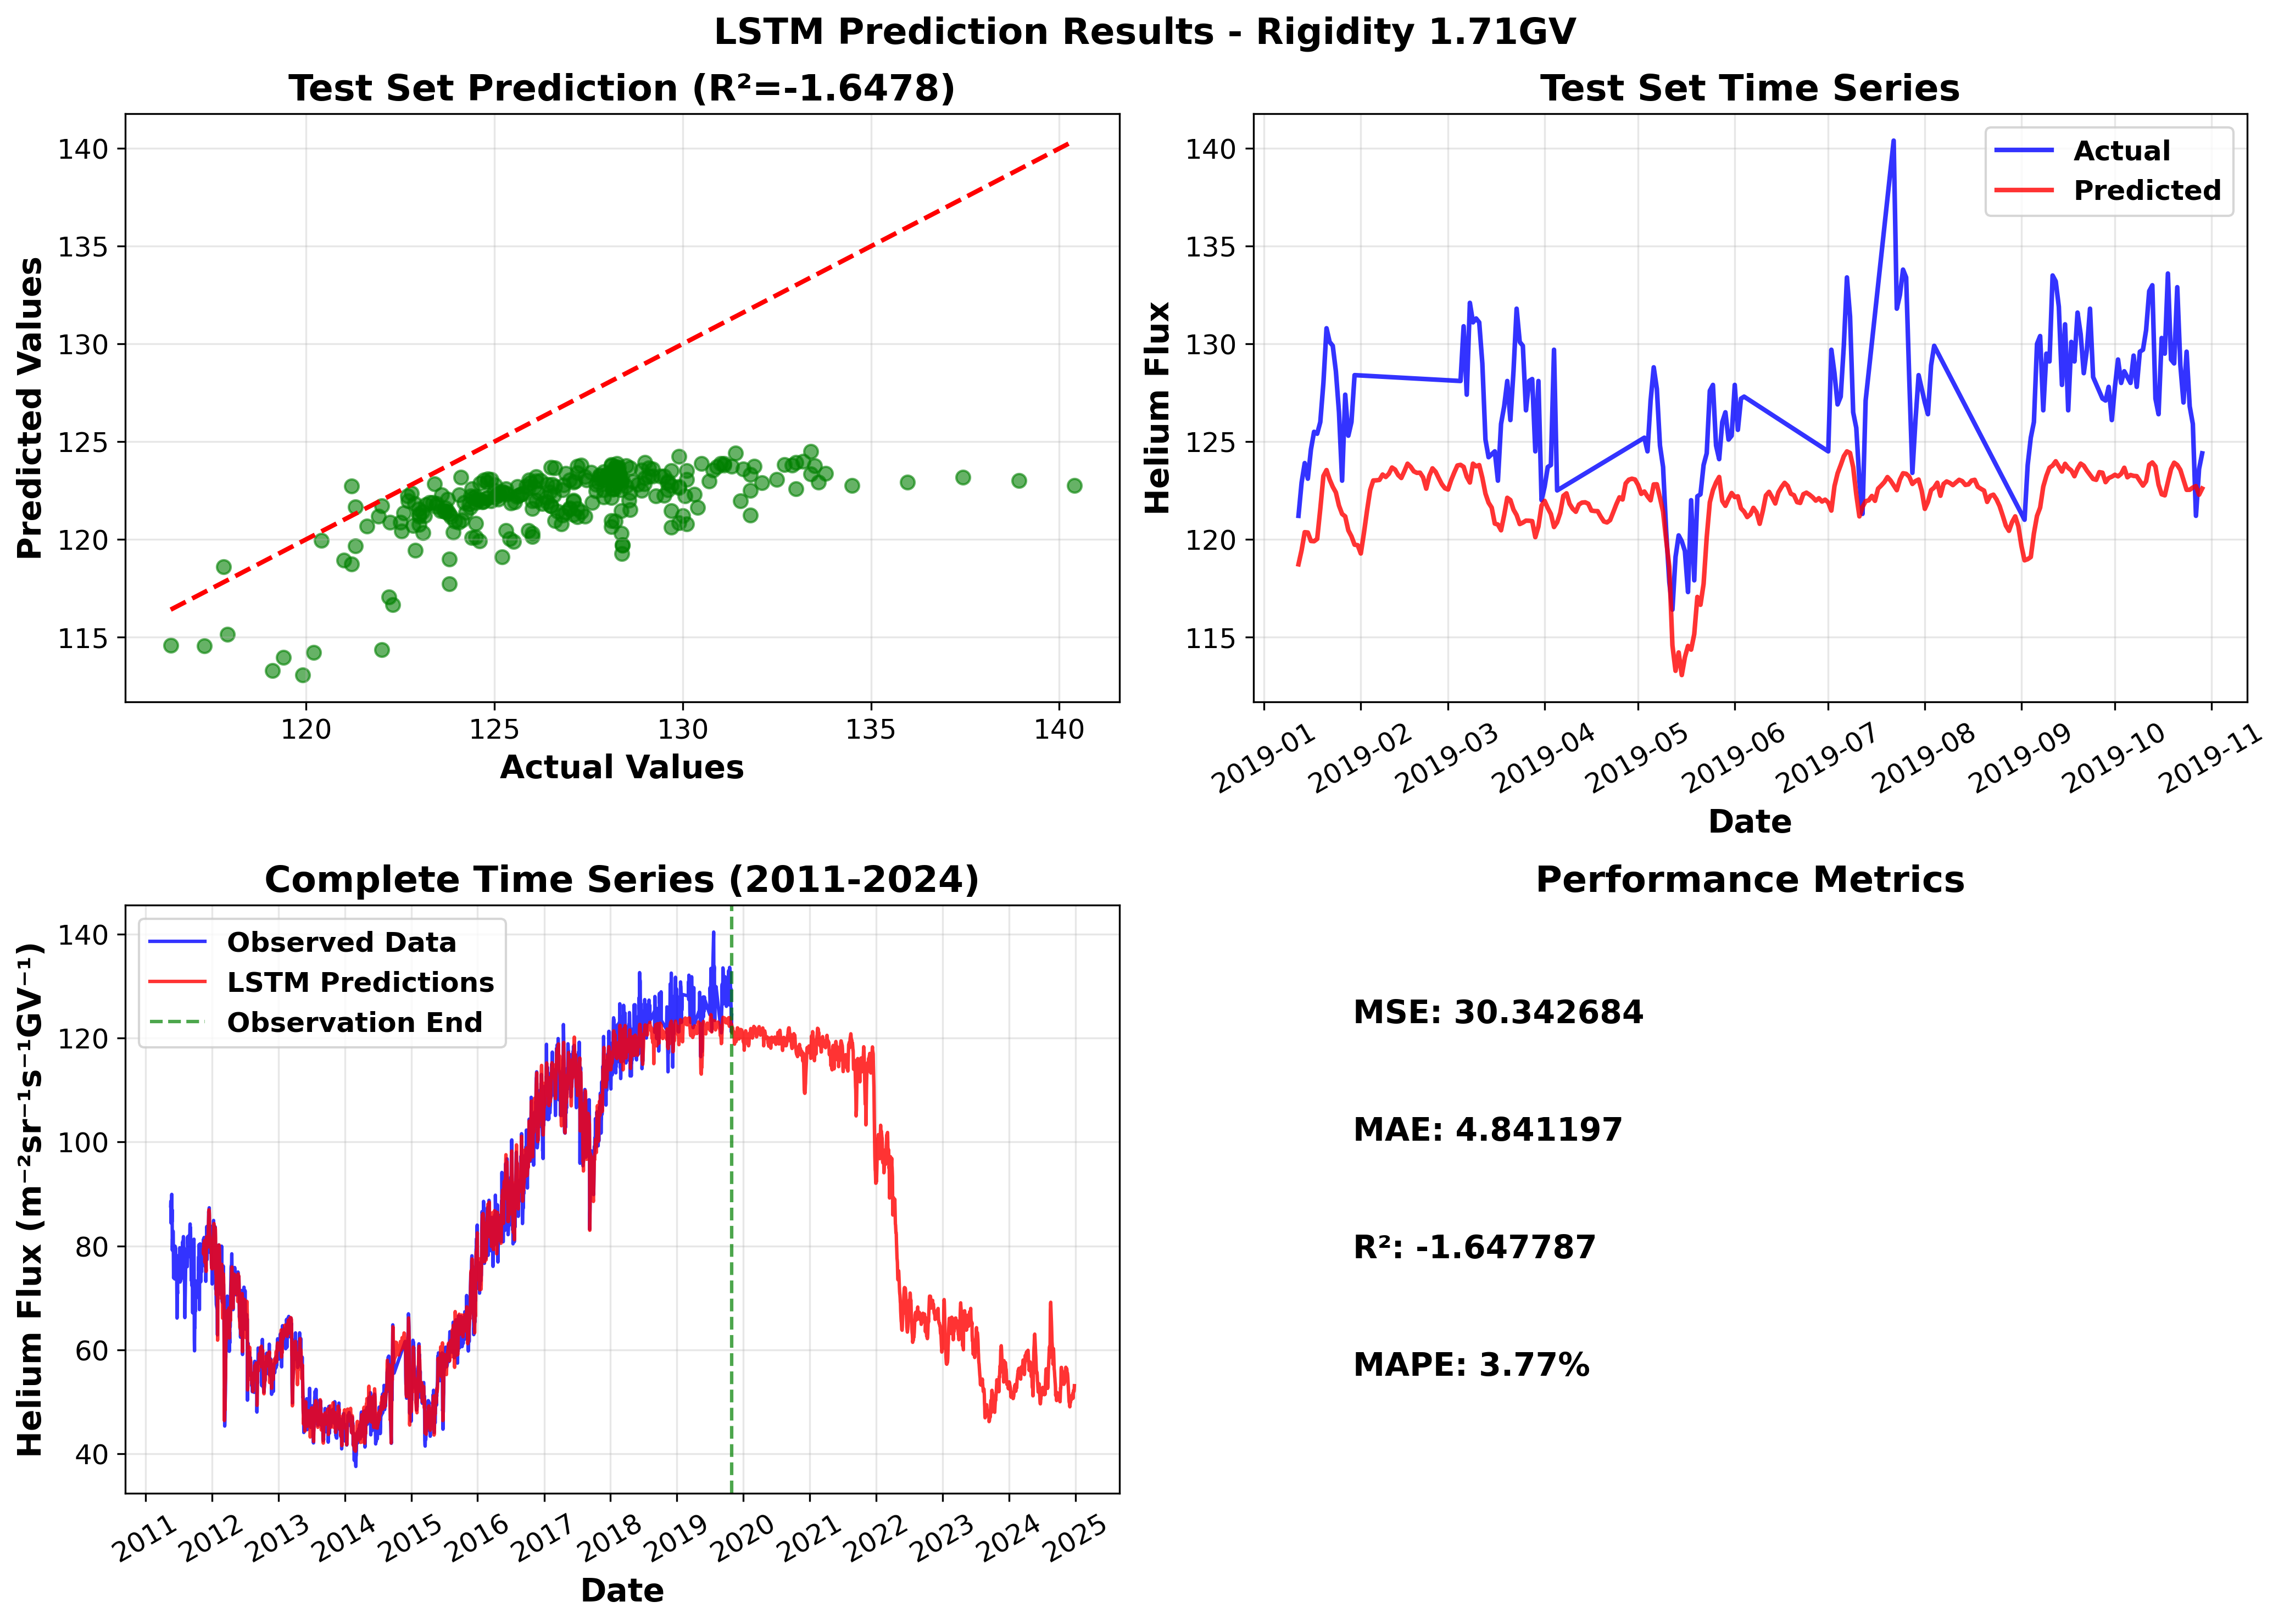 LSTM Prediction Results - Rigidity 1.71GV
Test Set Prediction (R²=-1.6478)
Predicted Values
140
135
130
125
120
115
120 125 130 135 140
Actual Values
Test Set Time Series
Helium Flux
140
135
130
125
120
115
Actual
Predicted
2019-01 2019-02 2019-03 2019-04 2019-05 2019-06 2019-07 2019-08 2019-09 2019-10 2019-11
Date
Complete Time Series (2011-2024)
Helium Flux (m⁻²sr⁻¹s⁻¹GV⁻¹)
140
120
100
80
60
40
Observed Data
LSTM Predictions
Observation End
2011 2012 2013 2014 2015 2016 2017 2018 2019 2020 2021 2022 2023 2024 2025
Date
Performance Metrics
MSE: 30.342684
MAE: 4.841197
R²: -1.647787
MAPE: 3.77%